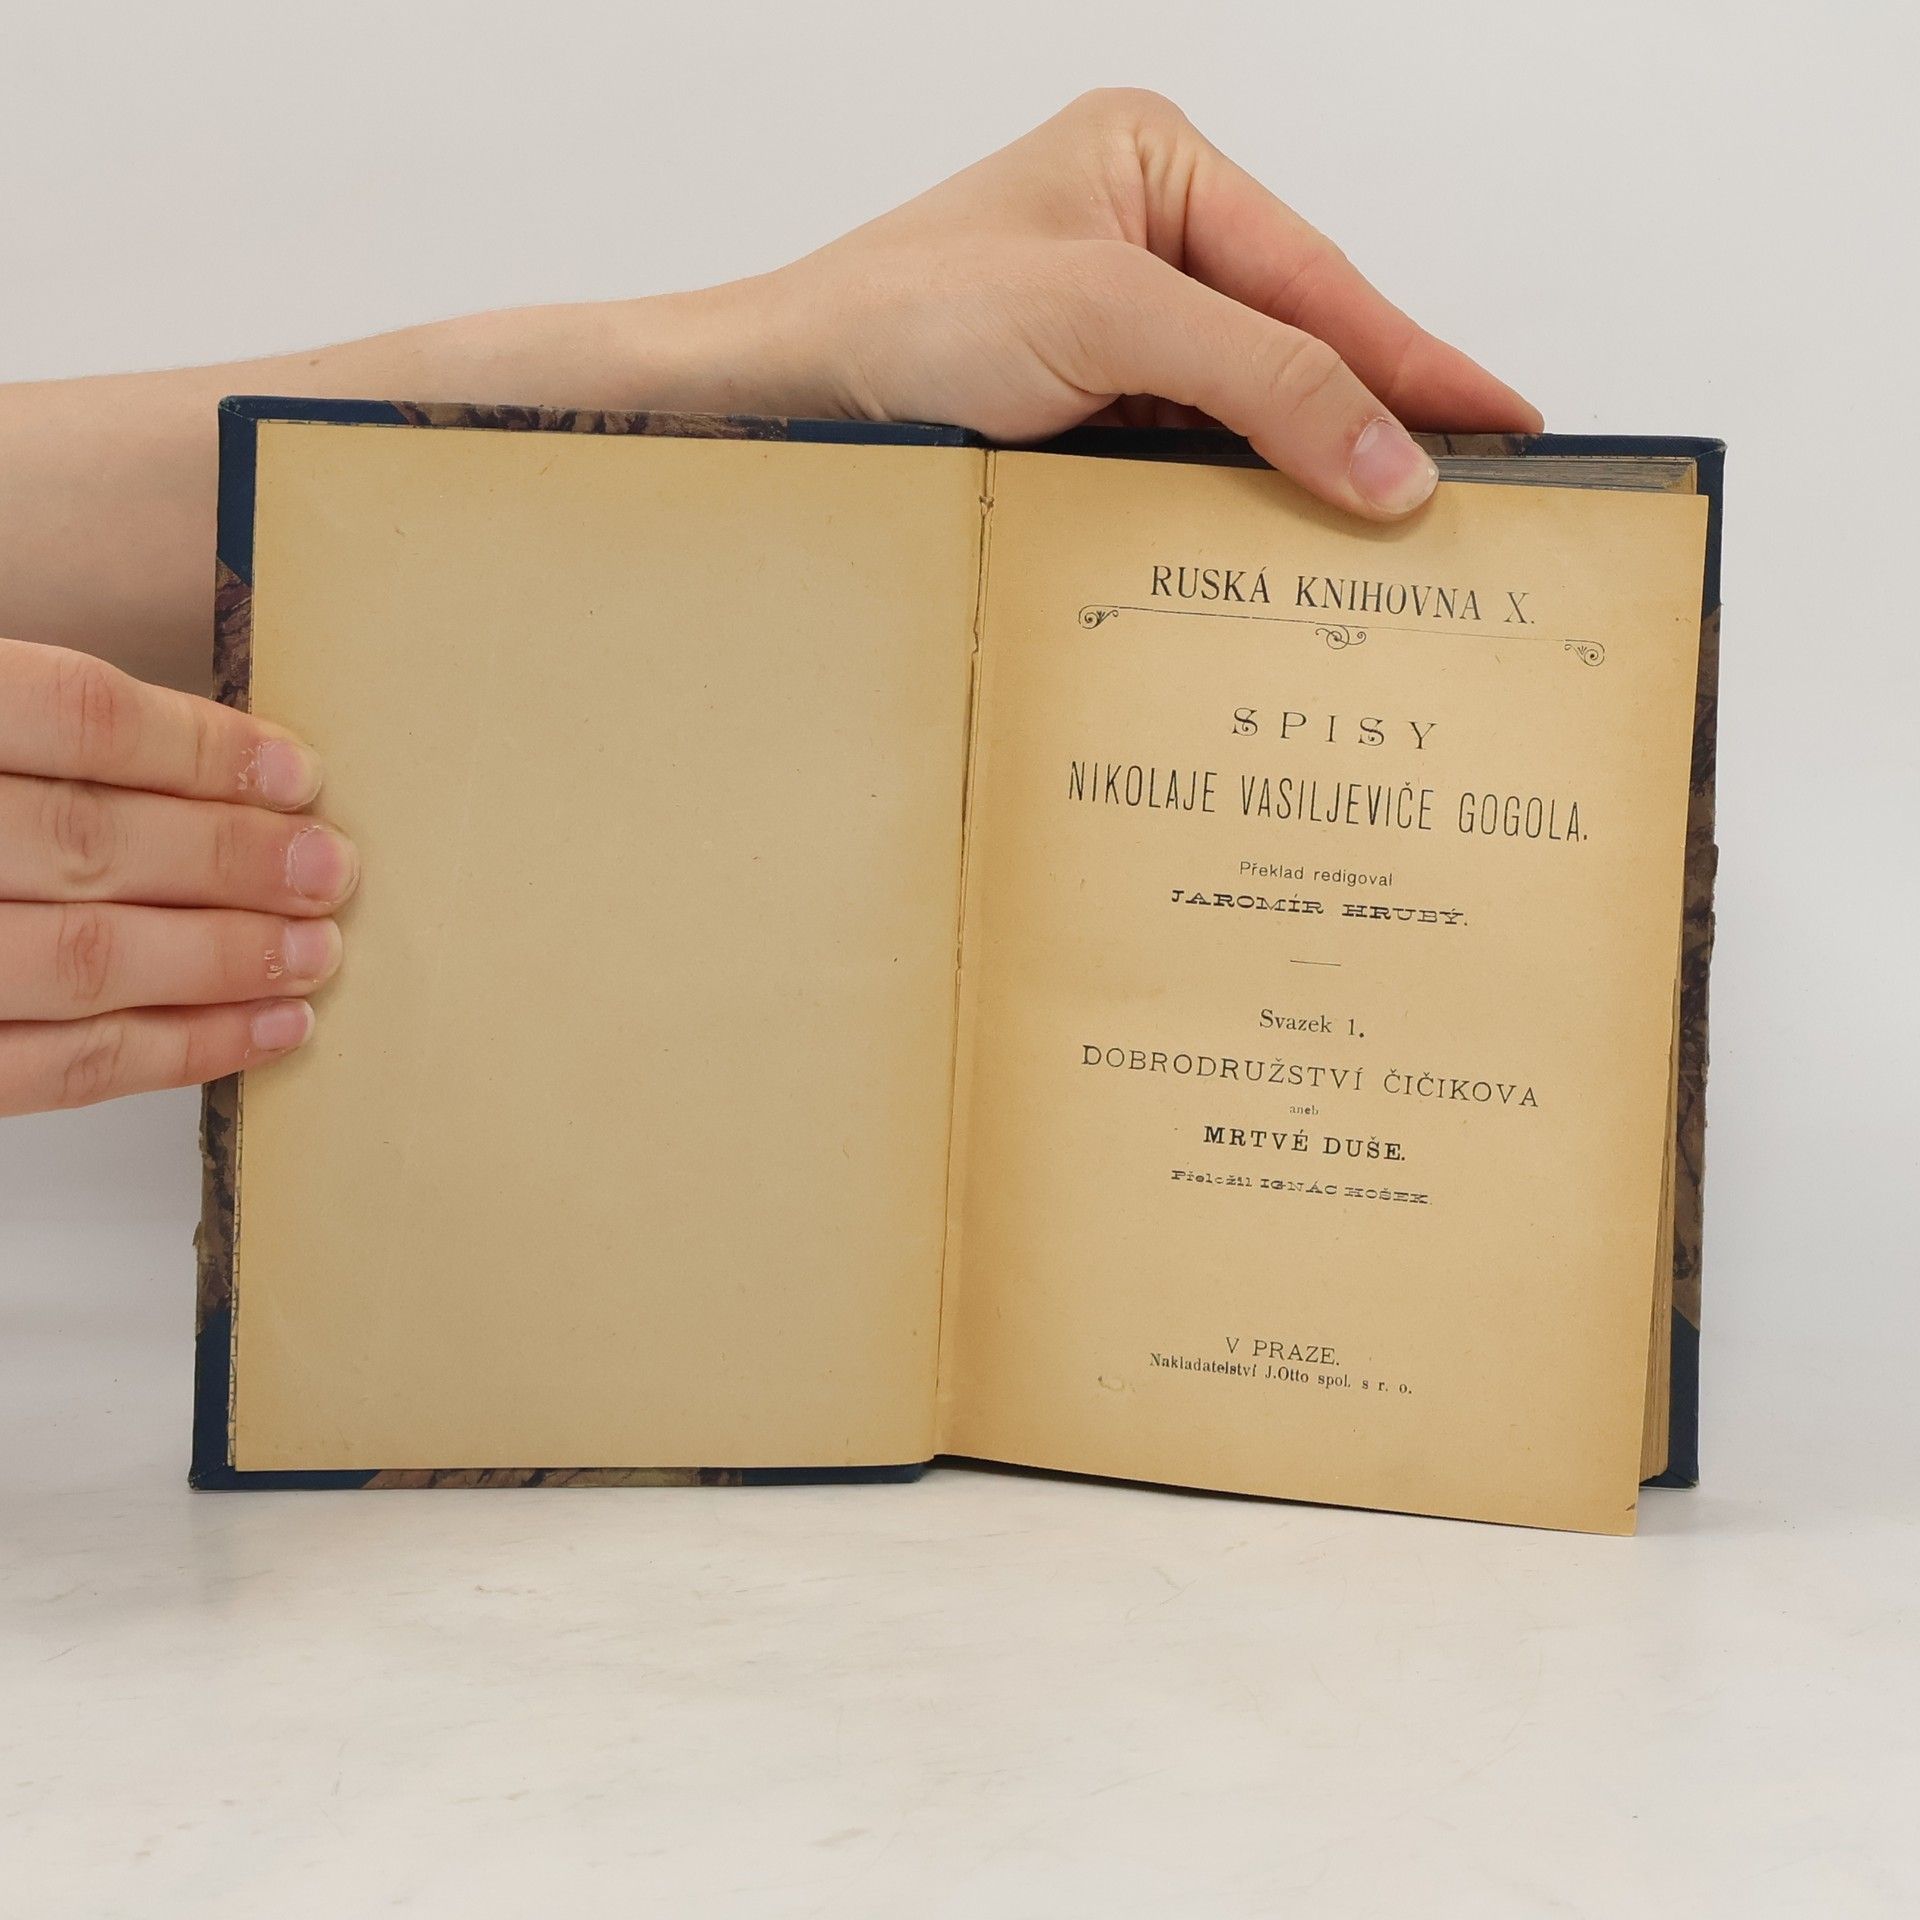 RUSKÁ KNIHOVNA X.
SPISY
NIKOLAJE VASILJEVIČE GOGOLA.
Překlad redigoval
JAROMÍR HRUBÝ.
Svazek 1.
DOBRODRUŽSTVÍ ČIČIKOVA
aneb
MRTVÉ DUŠE.
Přeložil IGNÁC HOŠEK.
V PRAZE.
Nakladatelství J.Otto spol. s r. o.